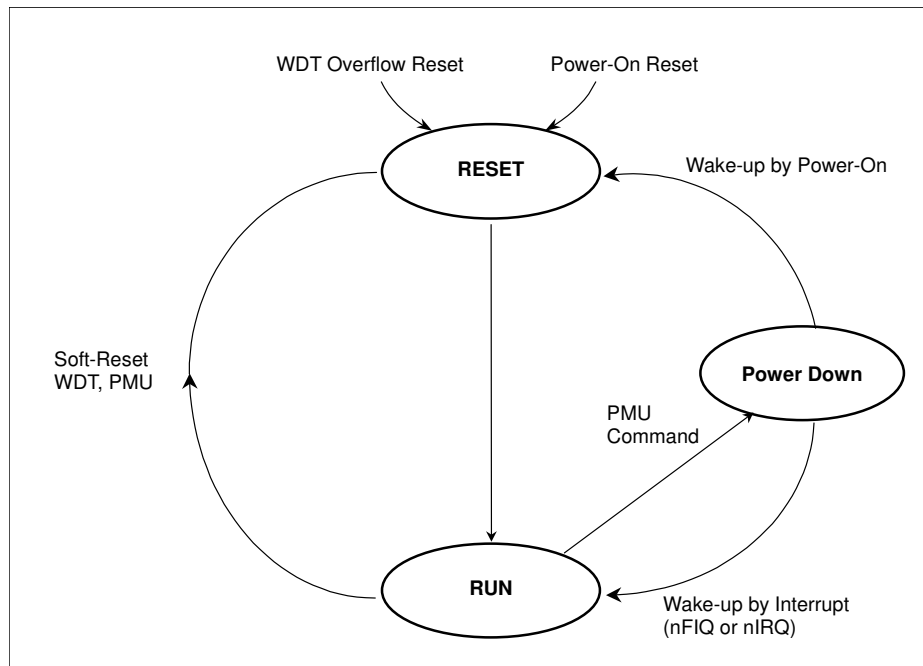 WDT Overflow Reset
Power-On Reset
RESET
Wake-up by Power-On
Soft-Reset
WDT, PMU
Power Down
PMU
Command
RUN
Wake-up by Interrupt
(nFIQ or nIRQ)